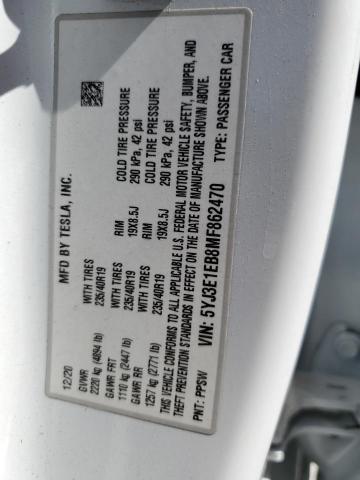 MFD BY TESLA, INC.
12/20
GVWR
2220 kg (4894 lb)
WITH TIRES
235/40R19
RIM
19X8.5J
COLD TIRE PRESSURE
290 kPa, 42 psi
GAWR FRT
1110 kg (2447 lb)
WITH TIRES
235/40R19
RIM
19X8.5J
COLD TIRE PRESSURE
290 kPa, 42 psi
GAWR RR
1257 kg (2771 lb)
WITH TIRES
235/40R19
THIS VEHICLE CONFORMS TO ALL APPLICABLE U.S. FEDERAL MOTOR VEHICLE SAFETY, BUMPER, AND
THEFT PREVENTION STANDARDS IN EFFECT ON THE DATE OF MANUFACTURE SHOWN ABOVE.
VIN: 5YJ3E1EB8MF862470
TYPE: PASSENGER CAR
PNT: PPSW